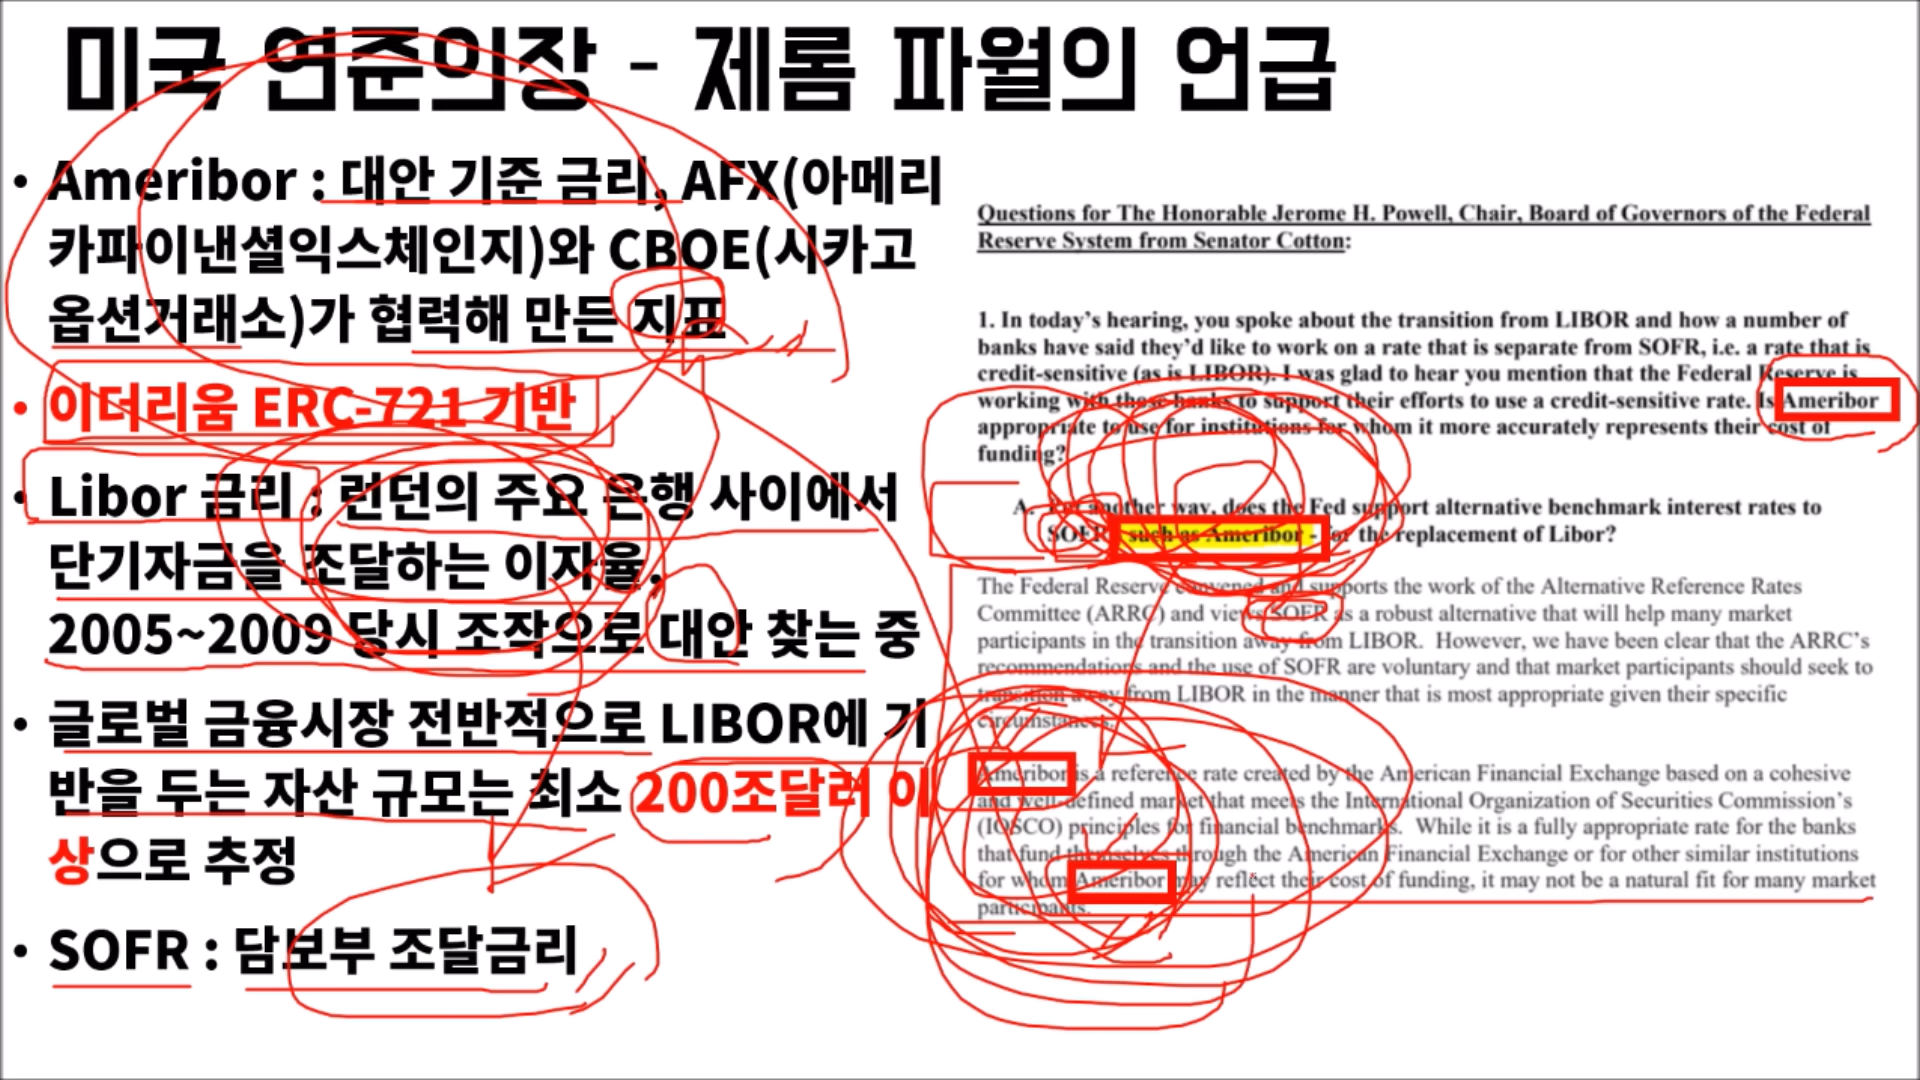 미국 연준의장 - 제롬 파월의 언급
• Ameribor : 대안 기준 금리, AFX(아메리
카파이낸셜익스체인지)와 CBOE(시카고
옵션거래소)가 협력해 만든 지표
• 이더리움 ERC-721 기반
• Libor 금리 : 런던의 주요 은행 사이에서
단기자금을 조달하는 이자율.
2005~2009 당시 조작으로 대안 찾는 중
• 글로벌 금융시장 전반적으로 LIBOR에 기
반을 두는 자산 규모는 최소 200조달러 이
상으로 추정
• SOFR : 담보부 조달금리
Questions for The Honorable Jerome H. Powell, Chair, Board of Governors of the Federal
Reserve System from Senator Cotton:
1. In today's hearing, you spoke about the transition from LIBOR and how a number of
banks have said they'd like to work on a rate that is separate from SOFR, i.e. a rate that is
credit-sensitive (as is LIBOR). I was glad to hear you mention that the Federal Reserve is
working with those banks to support their efforts to use a credit-sensitive rate. Is Ameribor
appropriate to use for institutions for whom it more accurately represents their cost of
funding?
A. another way, does the Fed support alternative benchmark interest rates to
SOFR such as Ameribor - for the replacement of Libor?
The Federal Reserve convened and supports the work of the Alternative Reference Rates
Committee (ARRC) and views SOFR as a robust alternative that will help many market
participants in the transition away from LIBOR. However, we have been clear that the ARRC's
recommendations and the use of SOFR are voluntary and that market participants should seek to
transition away from LIBOR in the manner that is most appropriate given their specific
circumstances.
Ameribor is a reference rate created by the American Financial Exchange based on a cohesive
and well-defined market that meets the International Organization of Securities Commission's
(IOSCO) principles for financial benchmarks. While it is a fully appropriate rate for the banks
that fund themselves through the American Financial Exchange or for other similar institutions
for whom Ameribor may reflect their cost of funding, it may not be a natural fit for many market
participants.